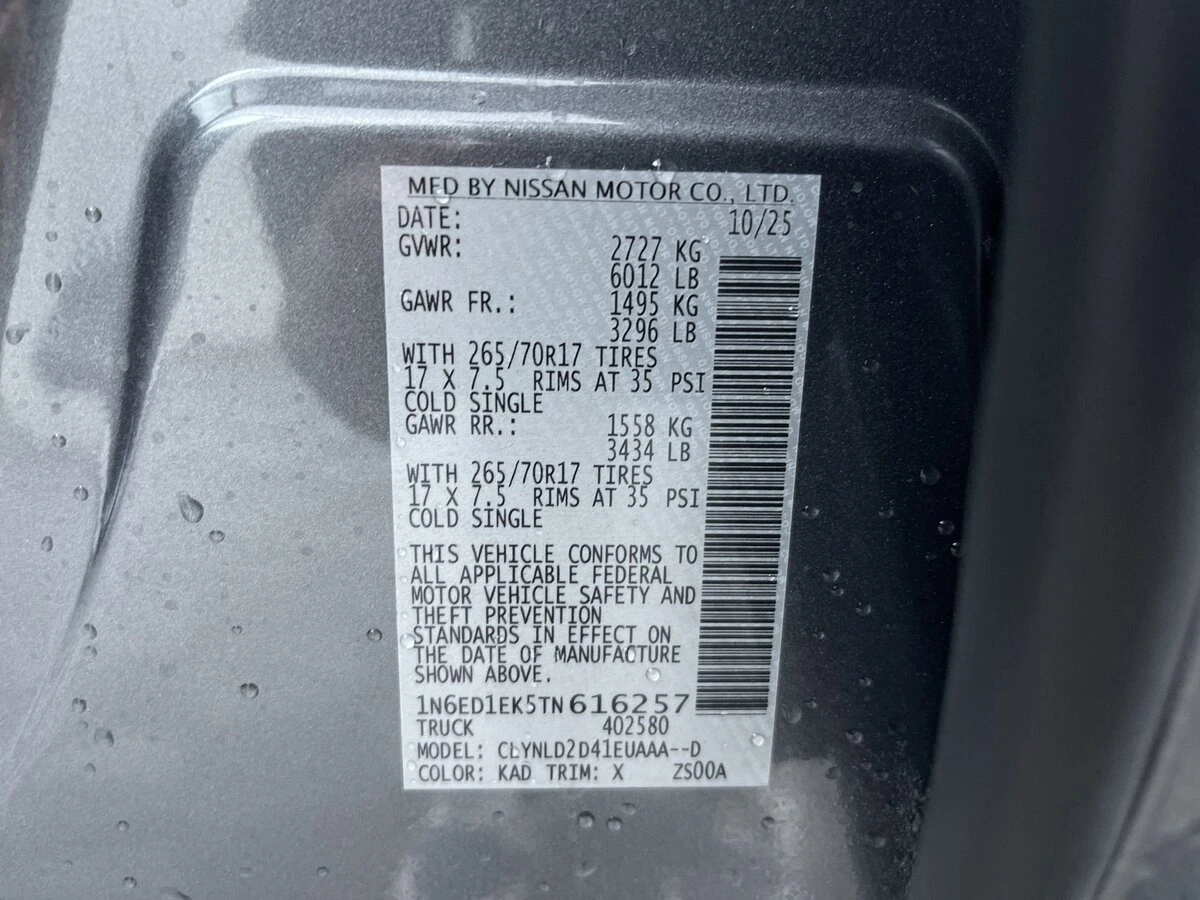 MFD BY NISSAN MOTOR CO., LTD.
DATE: 10/25
GVWR: 2727 KG
6012 LB
GAWR FR.: 1495 KG
3296 LB
WITH 265/70R17 TIRES
17 X 7.5 RIMS AT 35 PSI
COLD SINGLE
GAWR RR.: 1558 KG
3434 LB
WITH 265/70R17 TIRES
17 X 7.5 RIMS AT 35 PSI
COLD SINGLE
THIS VEHICLE CONFORMS TO
ALL APPLICABLE FEDERAL
MOTOR VEHICLE SAFETY AND
THEFT PREVENTION
STANDARDS IN EFFECT ON
THE DATE OF MANUFACTURE
SHOWN ABOVE.
1N6ED1EK5TN616257
TRUCK 402580
MODEL: CLYNLD2D41EUAAA--D
COLOR: KAD TRIM: X ZS00A